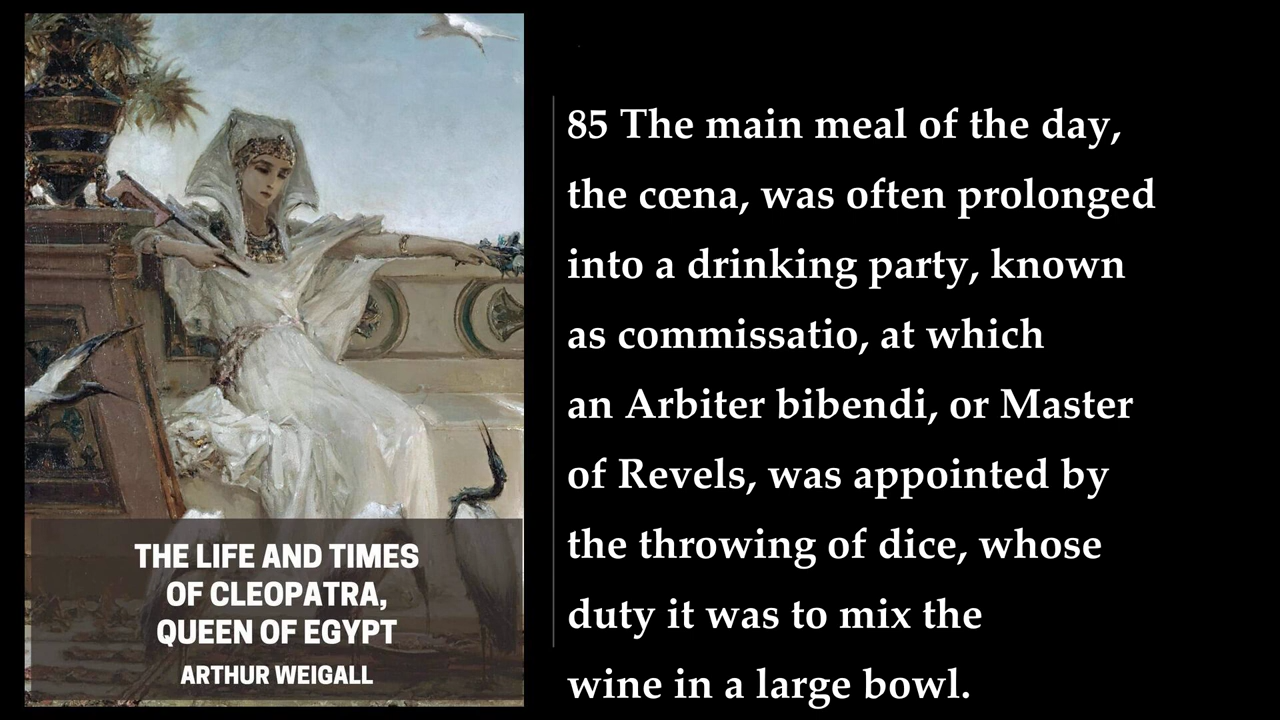 85 The main meal of the day,
the cœna, was often prolonged
into a drinking party, known
as commissatio, at which
an Arbiter bibendi, or Master
of Revels, was appointed by
the throwing of dice, whose
duty it was to mix the
wine in a large bowl.
THE LIFE AND TIMES
OF CLEOPATRA,
QUEEN OF EGYPT
ARTHUR WEIGALL